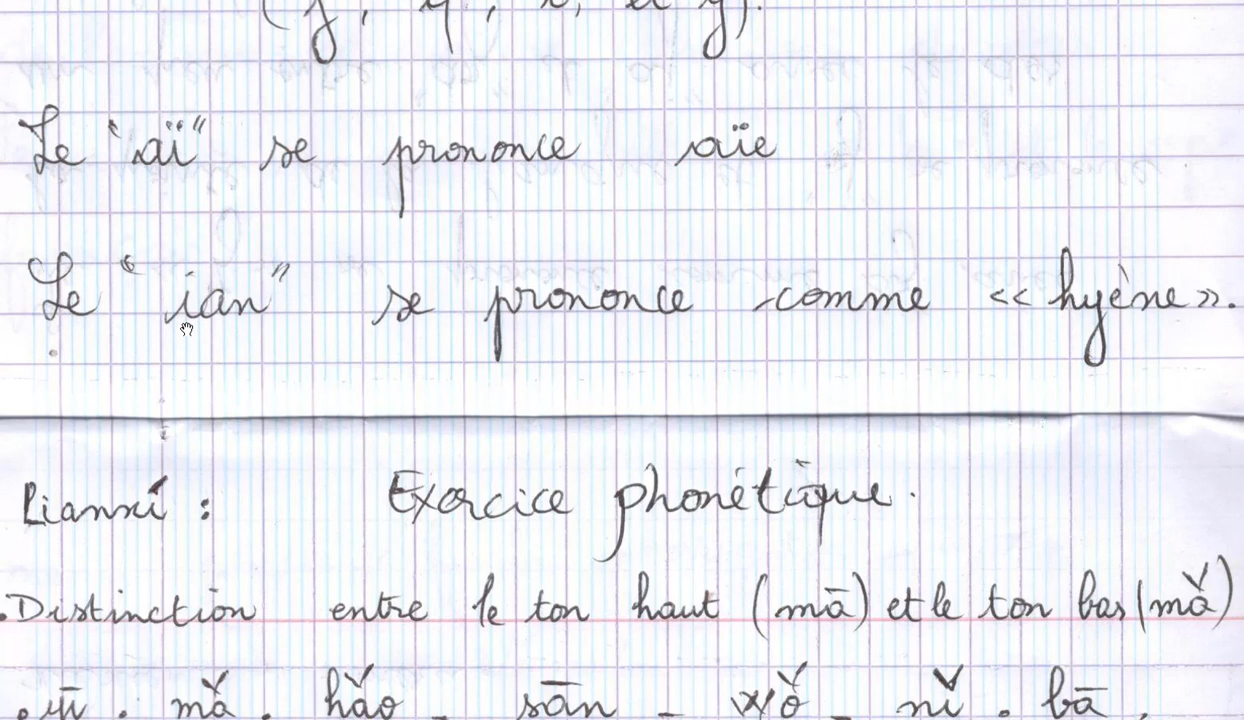 (j, q, x, et y).
Le "aï" se prononce aïe
Le "ian" se prononce comme << hyène >>.
Lianxí : Exercice phonétique.
Distinction entre le ton haut (mā) et le ton bas (mǎ)
mǎ. hǎo - sān - wǒ - nǐ. bā.